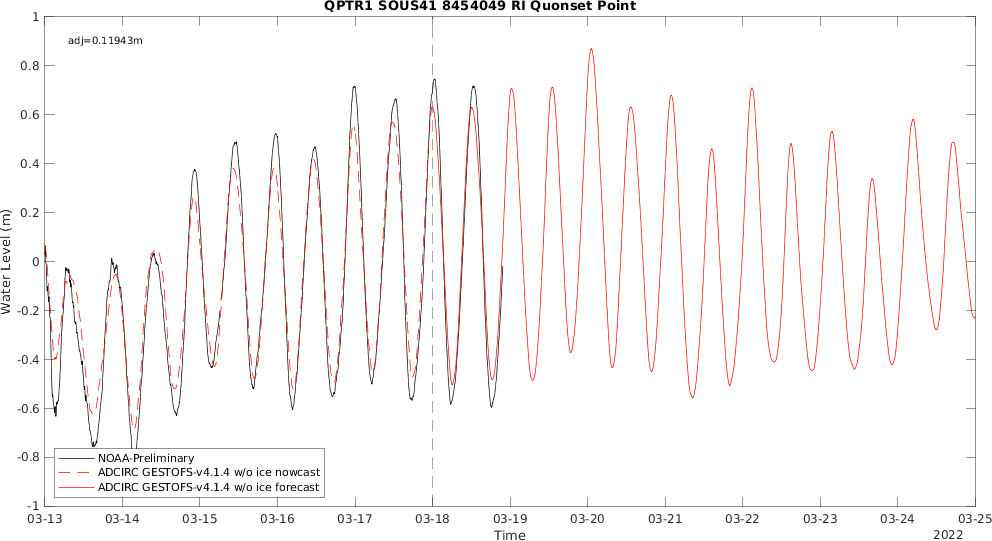 QPTR1 SOUS41 8454049 RI Quonset Point
adj=0.11943m
Water Level (m)
1
0.8
0.6
0.4
0.2
0
-0.2
-0.4
-0.6
-0.8
-1
NOAA-Preliminary
ADCIRC GESTOFS-v4.1.4 w/o ice nowcast
ADCIRC GESTOFS-v4.1.4 w/o ice forecast
03-13 03-14 03-15 03-16 03-17 03-18 03-19 03-20 03-21 03-22 03-23 03-24 03-25
Time
2022